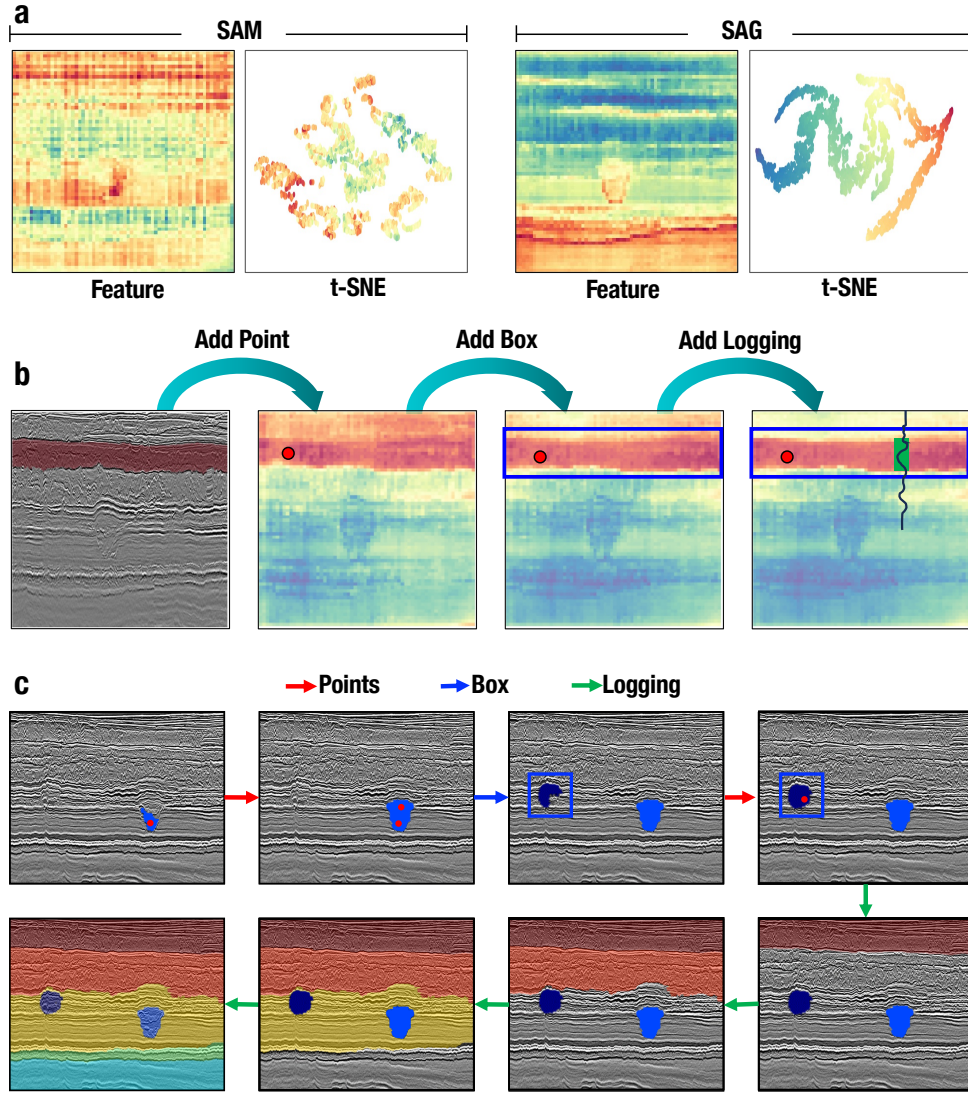 a
SAM
SAG
Feature
t-SNE
Feature
t-SNE
Add Point
Add Box
Add Logging
b
c
Points
Box
Logging